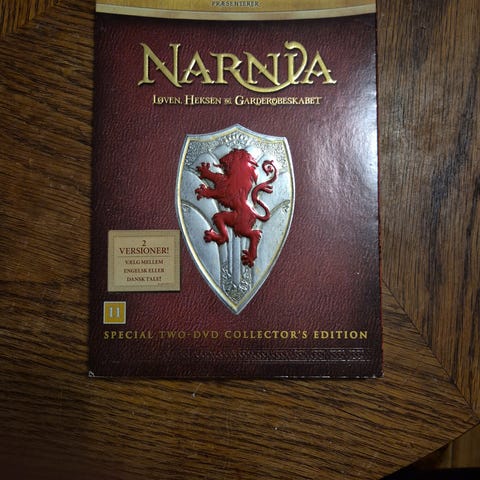 PRÆSENTERER
NARNIA
LØVEN, HEKSEN OG GARDEROBESKABET
2
VERSIONER!
VÆLG MELLEM
ENGELSK ELLER
DANSK TALE!
11
SPECIAL TWO-DVD COLLECTOR'S EDITION